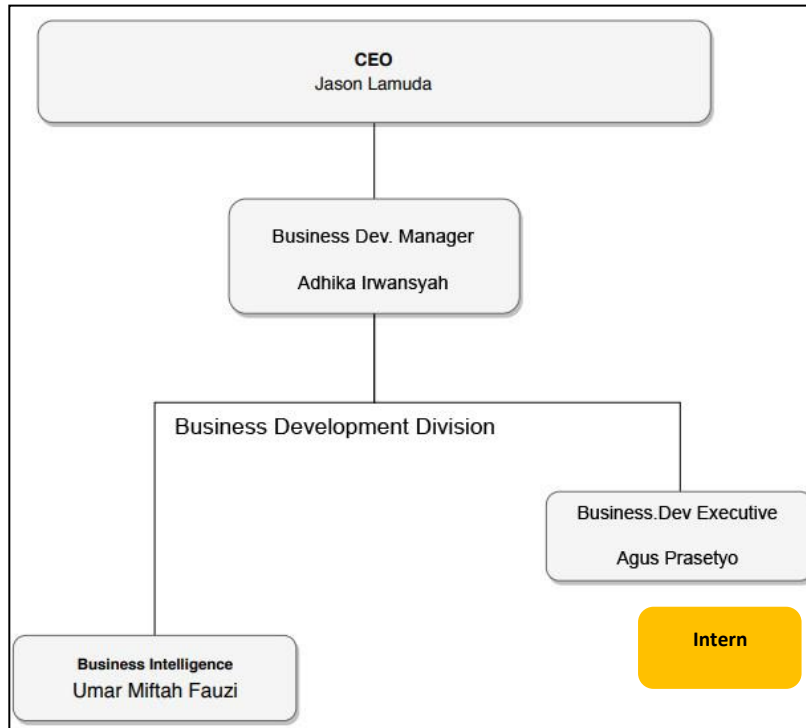 CEO
Jason Lamuda
Business Dev. Manager
Adhika Irwansyah
Business Development Division
Business.Dev Executive
Agus Prasetyo
Intern
Business Intelligence
Umar Miftah Fauzi